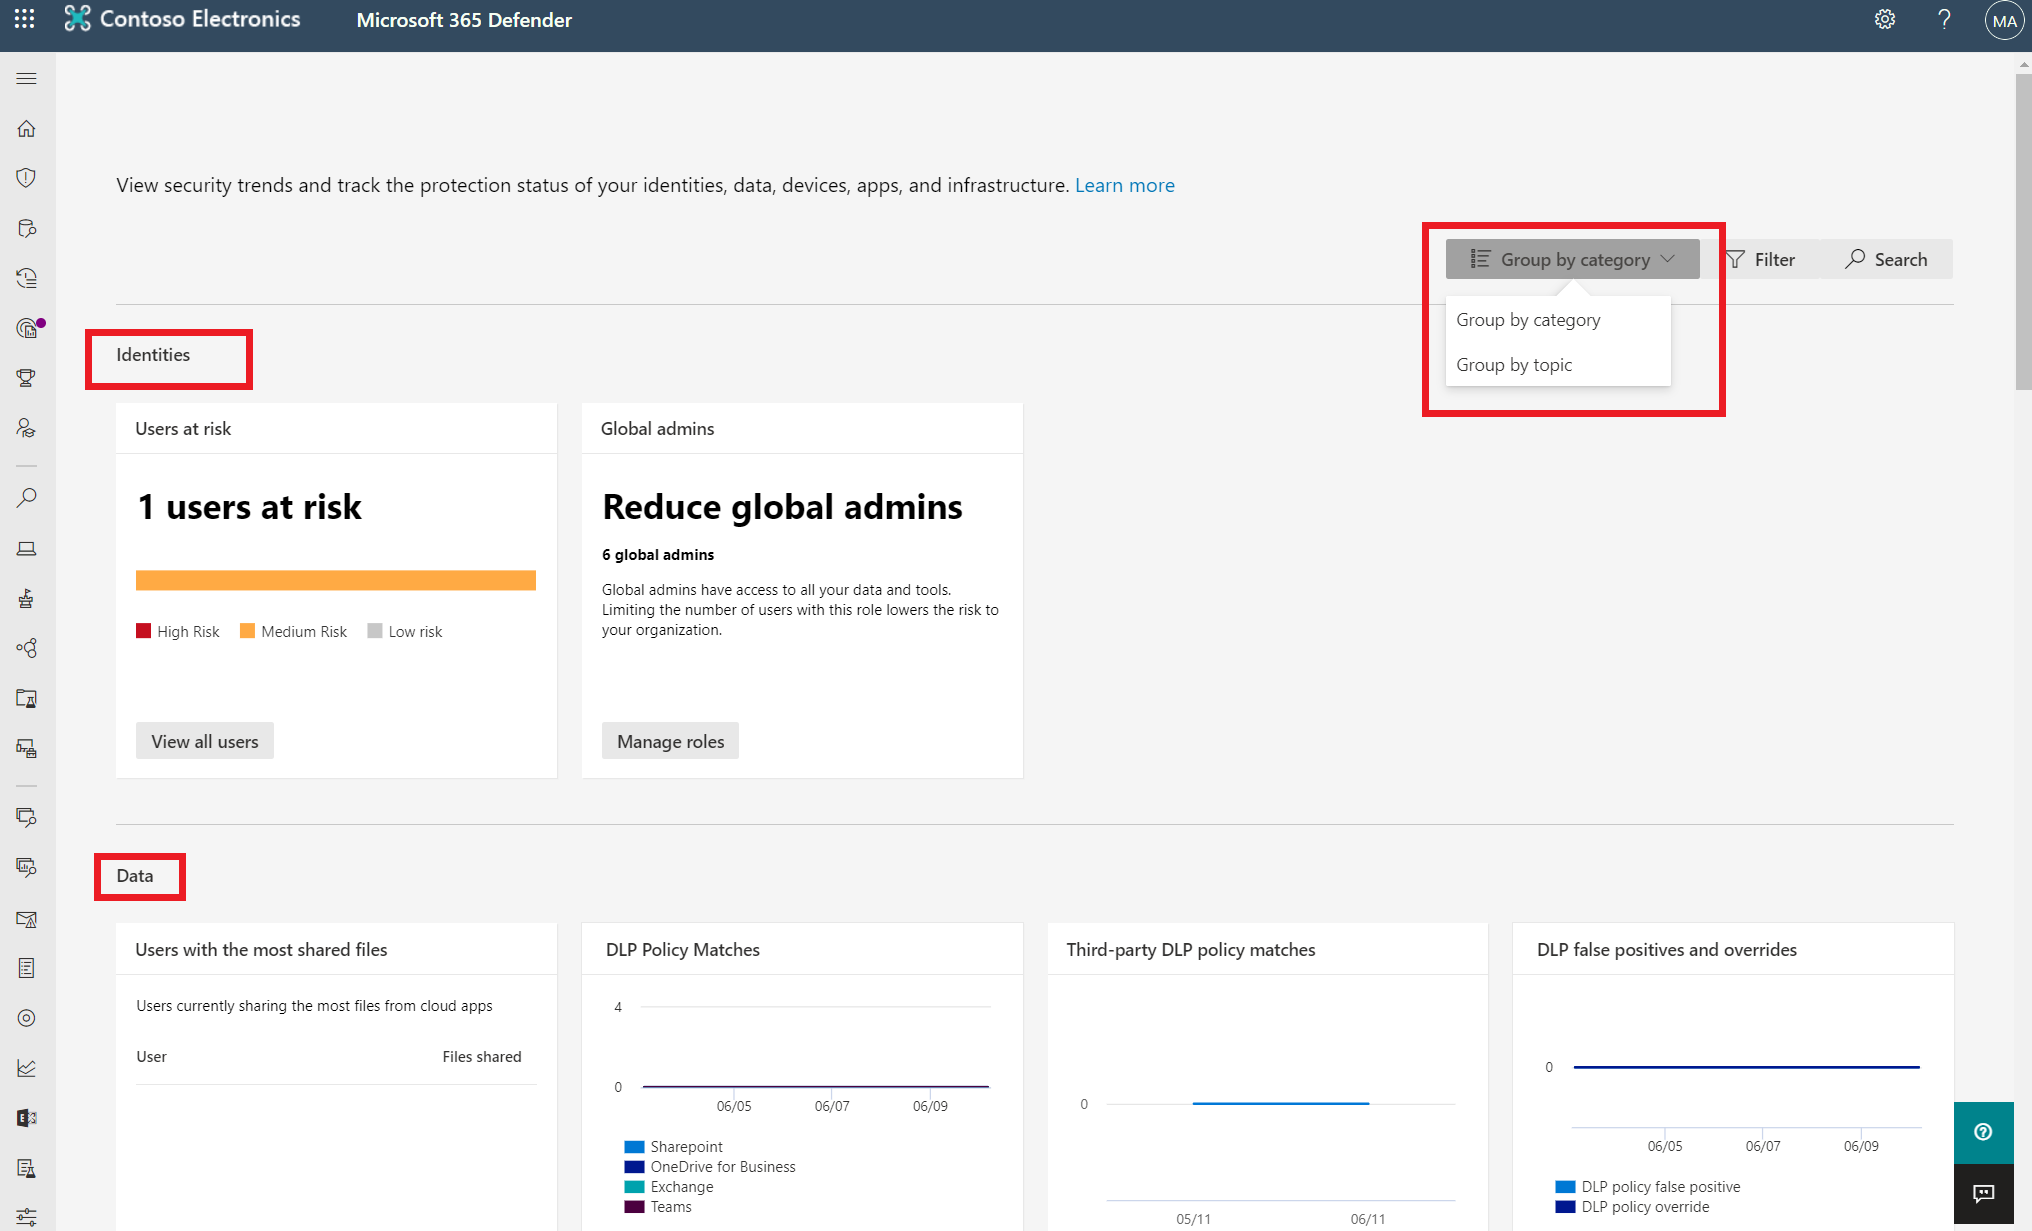 Contoso Electronics
Microsoft 365 Defender
MA
View security trends and track the protection status of your identities, data, devices, apps, and infrastructure. Learn more
Group by category
Filter
Search
Group by category
Group by topic
Identities
Users at risk
1 users at risk
High Risk
Medium Risk
Low risk
View all users
Global admins
Reduce global admins
6 global admins
Global admins have access to all your data and tools.
Limiting the number of users with this role lowers the risk to
your organization.
Manage roles
Data
Users with the most shared files
Users currently sharing the most files from cloud apps
User
Files shared
DLP Policy Matches
4
0
06/05
06/07
06/09
Sharepoint
OneDrive for Business
Exchange
Teams
Third-party DLP policy matches
0
05/11
06/11
DLP false positives and overrides
0
06/05
06/07
06/09
DLP policy false positive
DLP policy override